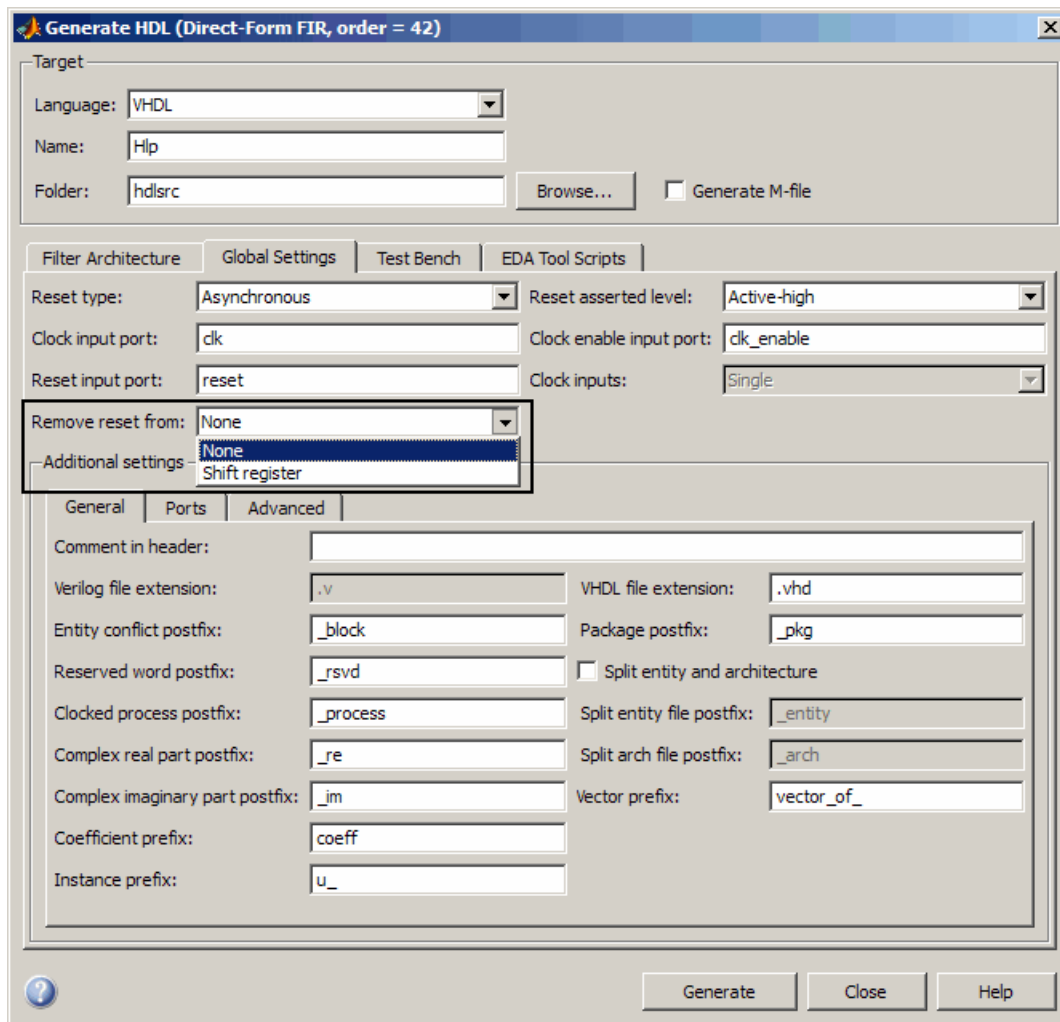 Generate HDL (Direct-Form FIR, order = 42)
Target
Language: VHDL
Name: Hlp
Folder: hdlsrc Browse... Generate M-file
Filter Architecture Global Settings Test Bench EDA Tool Scripts
Reset type: Asynchronous Reset asserted level: Active-high
Clock input port: clk Clock enable input port: clk_enable
Reset input port: reset Clock inputs: Single
Remove reset from: None
None
Additional settings
Shift register
General Ports Advanced
Comment in header:
Verilog file extension: .v VHDL file extension: .vhd
Entity conflict postfix: _block Package postfix: _pkg
Reserved word postfix: _rsvd Split entity and architecture
Clocked process postfix: _process Split entity file postfix: _entity
Complex real part postfix: _re Split arch file postfix: _arch
Complex imaginary part postfix: _im Vector prefix: vector_of_
Coefficient prefix: coeff
Instance prefix: u_
? Generate Close Help